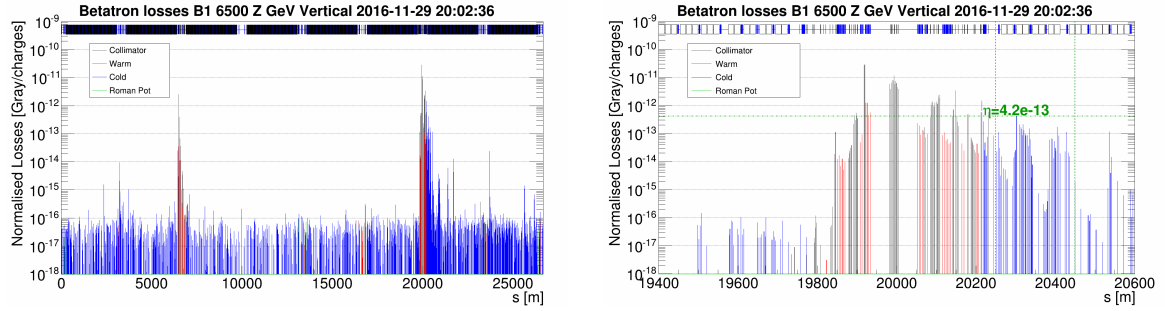 Betatron losses B1 6500 Z GeV Vertical 2016-11-29 20:02:36
Normalised Losses [Gray/charges]
10-9
10-10
10-11
10-12
10-13
10-14
10-15
10-16
10-17
10-18
Collimator
Warm
Cold
Roman Pot
0 5000 10000 15000 20000 25000
s [m]
Betatron losses B1 6500 Z GeV Vertical 2016-11-29 20:02:36
Normalised Losses [Gray/charges]
10-9
10-10
10-11
10-12
10-13
10-14
10-15
10-16
10-17
10-18
Collimator
Warm
Cold
Roman Pot
η=4.2e-13
19400 19600 19800 20000 20200 20400 20600
s [m]